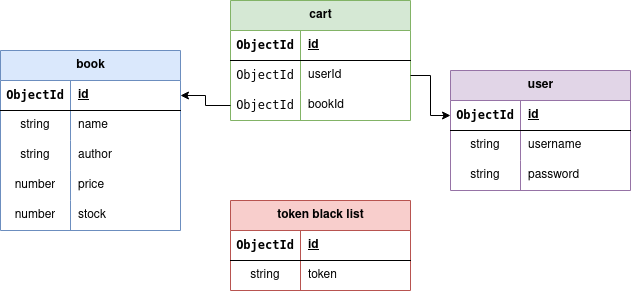 cart
ObjectId id
ObjectId userId
ObjectId bookId
book
ObjectId id
string name
string author
number price
number stock
user
ObjectId id
string username
string password
token black list
ObjectId id
string token